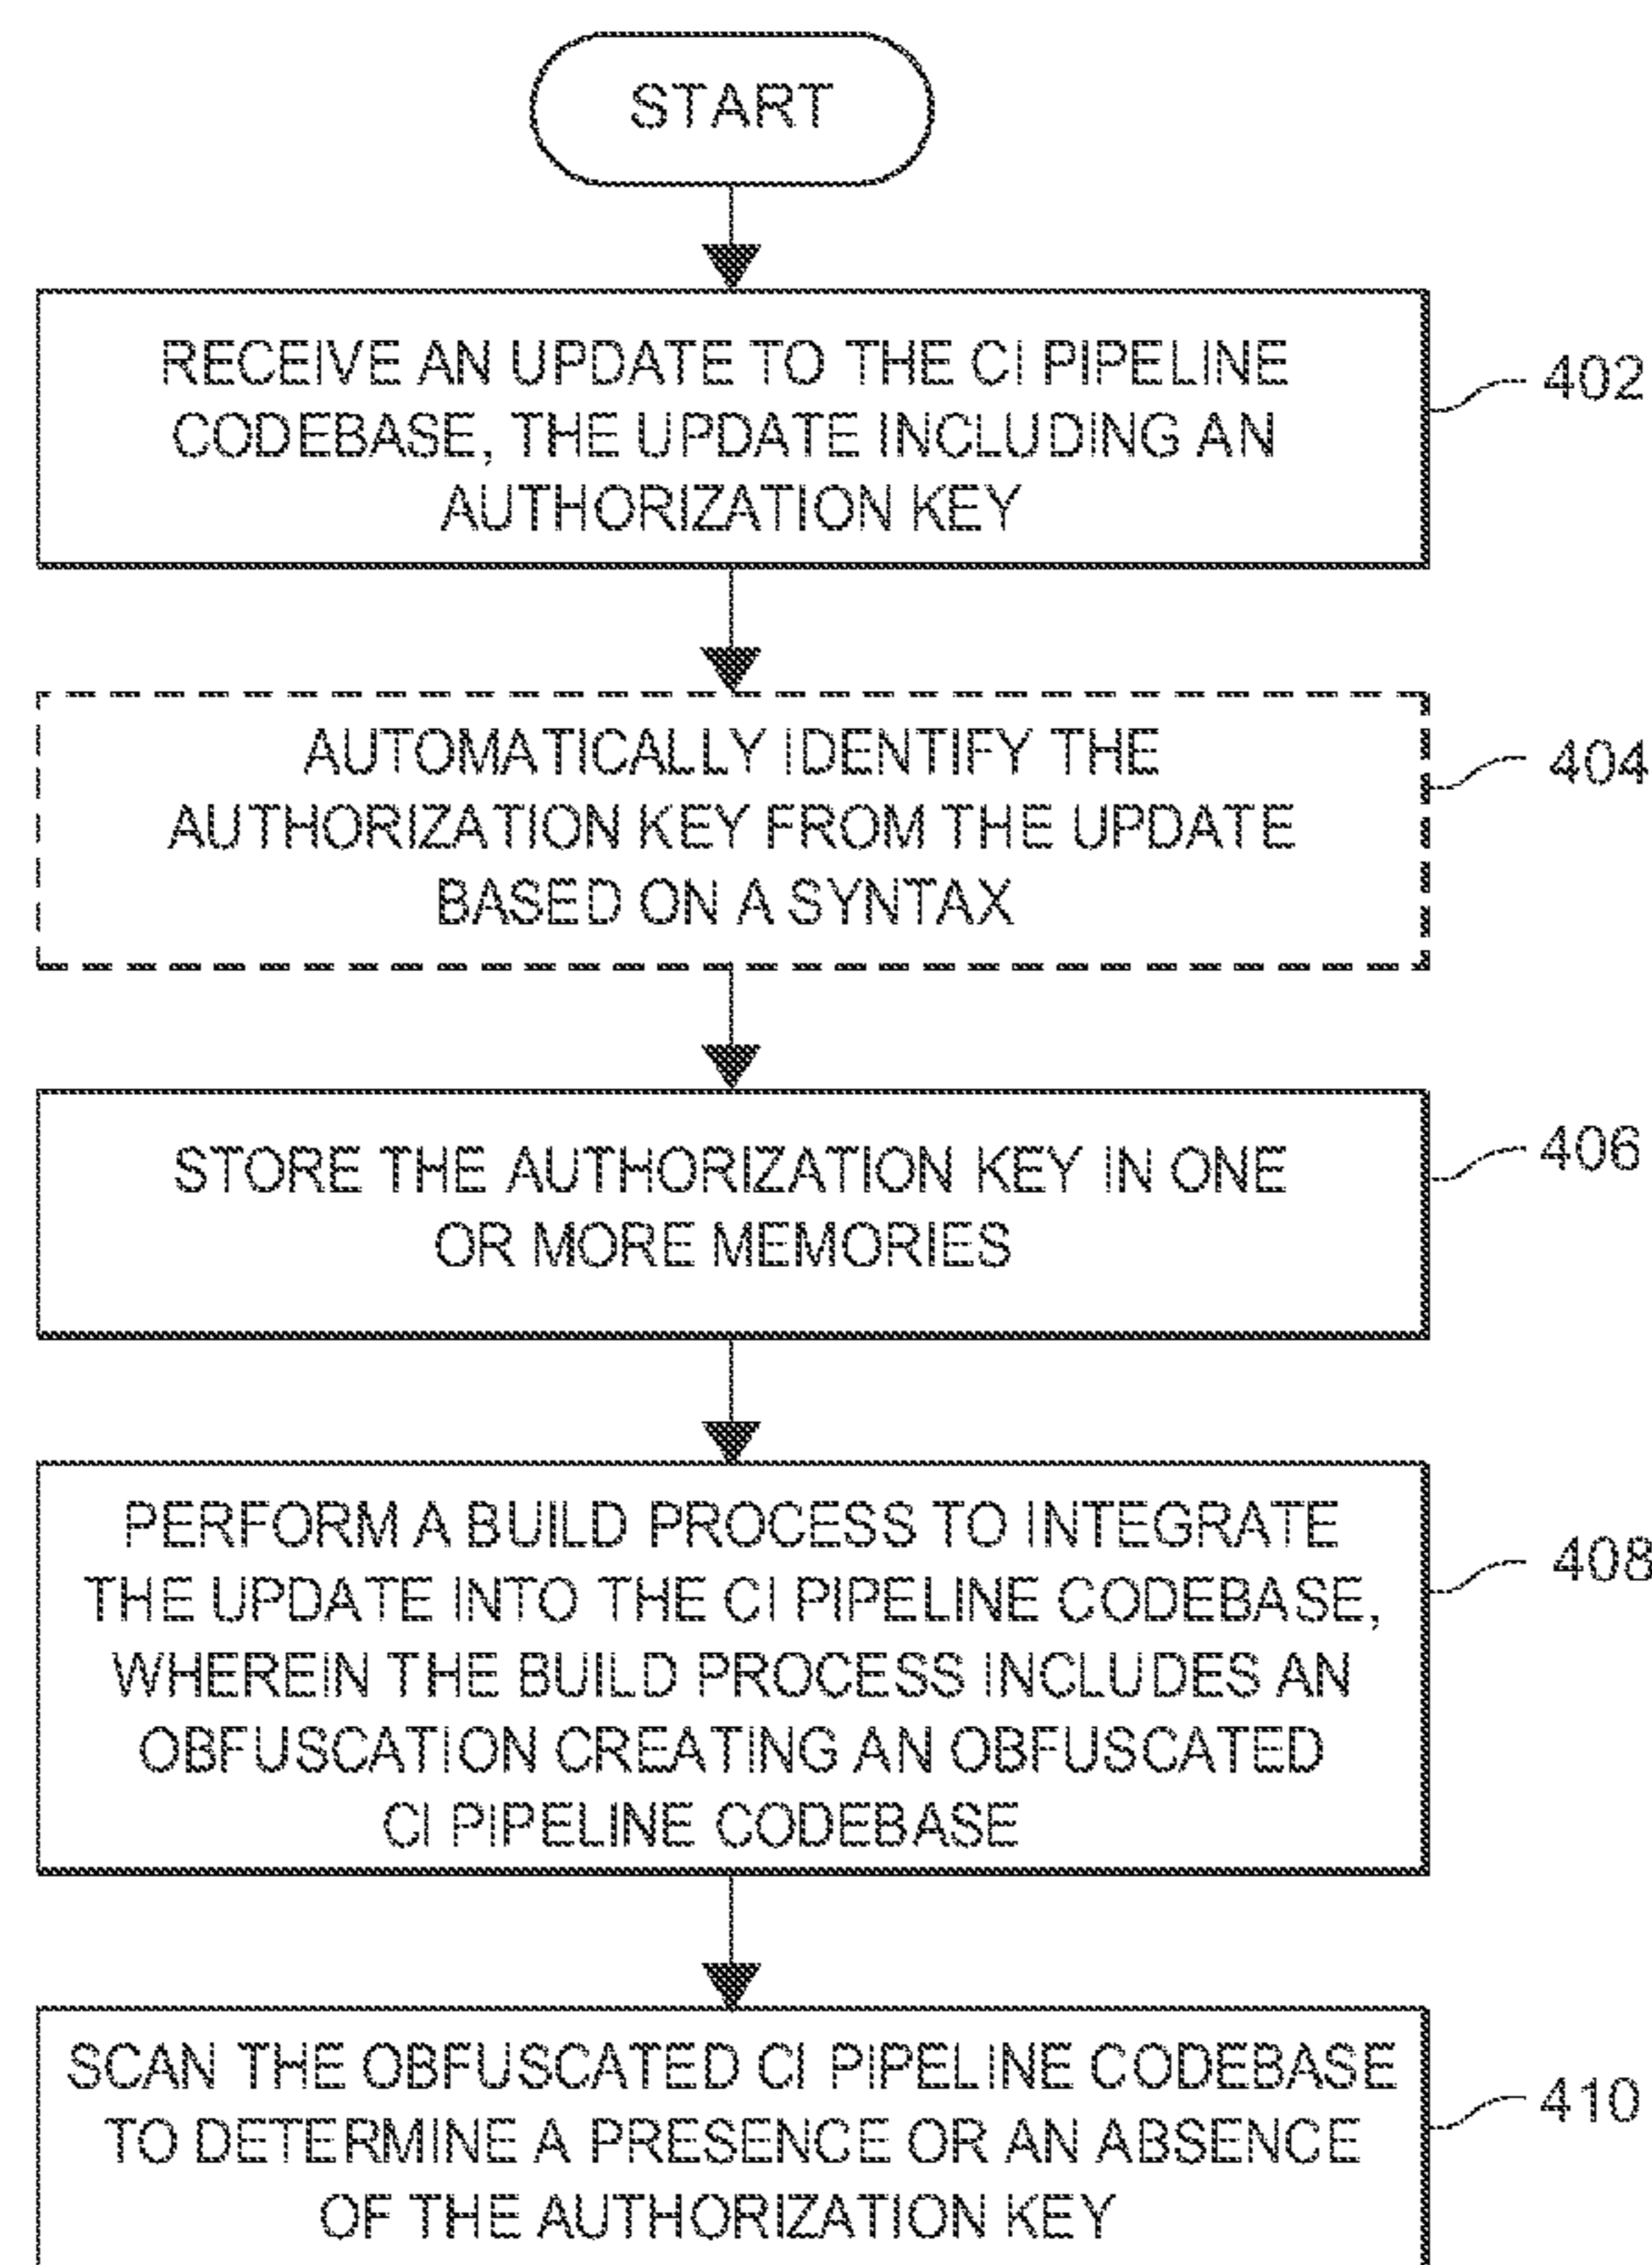 START
RECEIVE AN UPDATE TO THE CI PIPELINE
CODEBASE, THE UPDATE INCLUDING AN
AUTHORIZATION KEY
402
AUTOMATICALLY IDENTIFY THE
AUTHORIZATION KEY FROM THE UPDATE
BASED ON A SYNTAX
404
STORE THE AUTHORIZATION KEY IN ONE
OR MORE MEMORIES
406
PERFORM A BUILD PROCESS TO INTEGRATE
THE UPDATE INTO THE CI PIPELINE CODEBASE,
WHEREIN THE BUILD PROCESS INCLUDES AN
OBFUSCATION CREATING AN OBFUSCATED
CI PIPELINE CODEBASE
408
SCAN THE OBFUSCATED CI PIPELINE CODEBASE
TO DETERMINE A PRESENCE OR AN ABSENCE
OF THE AUTHORIZATION KEY
410